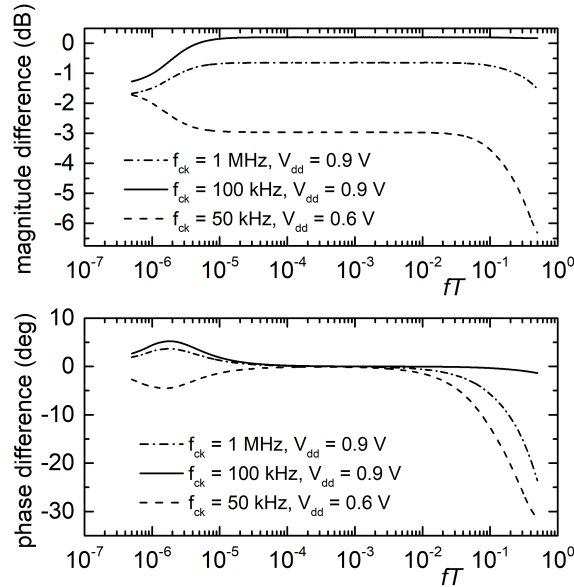 magnitude difference (dB)
0
-1
-2
-3
-4
-5
-6
f_ck = 1 MHz, V_dd = 0.9 V
f_ck = 100 kHz, V_dd = 0.9 V
f_ck = 50 kHz, V_dd = 0.6 V
10^-7 10^-6 10^-5 10^-4 10^-3 10^-2 10^-1 10^0
fT
phase difference (deg)
10
0
-10
-20
-30
f_ck = 1 MHz, V_dd = 0.9 V
f_ck = 100 kHz, V_dd = 0.9 V
f_ck = 50 kHz, V_dd = 0.6 V
10^-7 10^-6 10^-5 10^-4 10^-3 10^-2 10^-1 10^0
fT